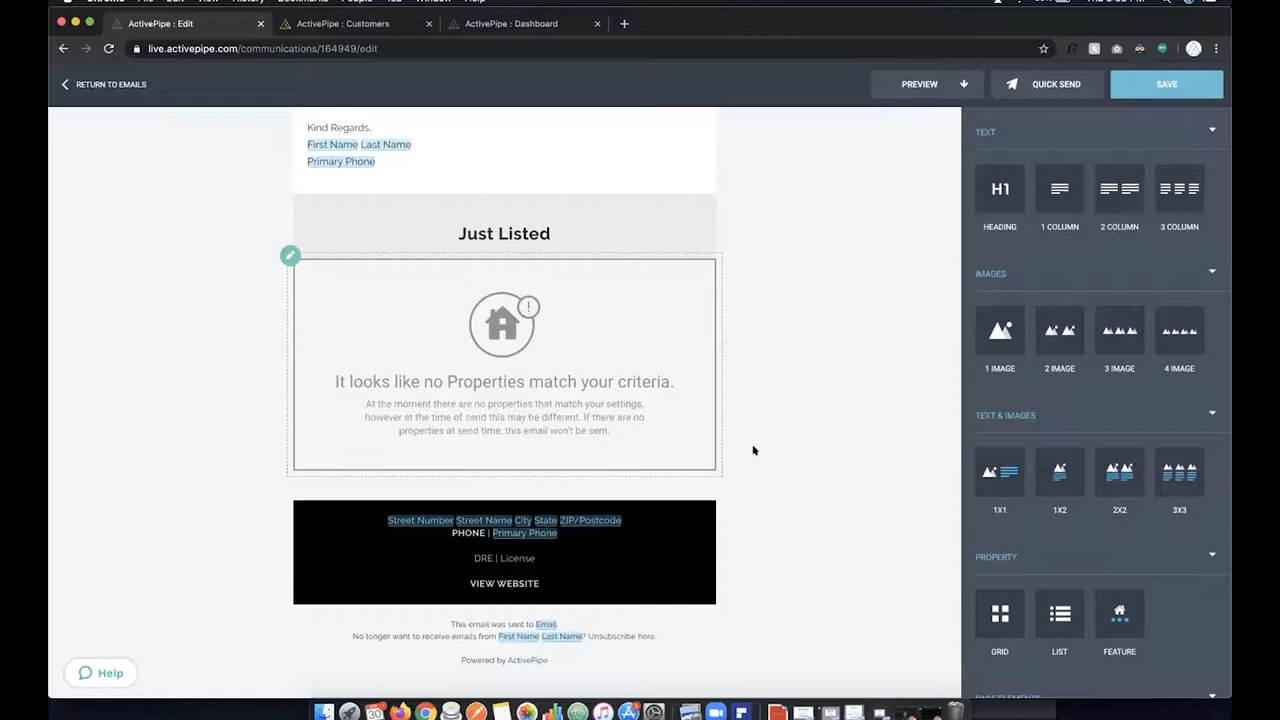 ActivePipe : Edit
ActivePipe : Customers
ActivePipe : Dashboard
live.activepipe.com/communications/164949/edit
RETURN TO EMAILS
PREVIEW
QUICK SEND
SAVE
Kind Regards,
First Name Last Name
Primary Phone
Just Listed
It looks like no Properties match your criteria.
At the moment there are no properties that match your settings,
however at the time of send this may be different. If there are no
properties at send time, this email won't be sent.
Street Number Street Name City State ZIP/Postcode
PHONE | Primary Phone
DRE | License
VIEW WEBSITE
This email was sent to Email.
No longer want to receive emails from First Name Last Name? Unsubscribe here.
Powered by ActivePipe
Help
TEXT
H1
HEADING
1 COLUMN
2 COLUMN
3 COLUMN
IMAGES
1 IMAGE
2 IMAGE
3 IMAGE
4 IMAGE
TEXT & IMAGES
1X1
1X2
2X2
3X3
PROPERTY
GRID
LIST
FEATURE